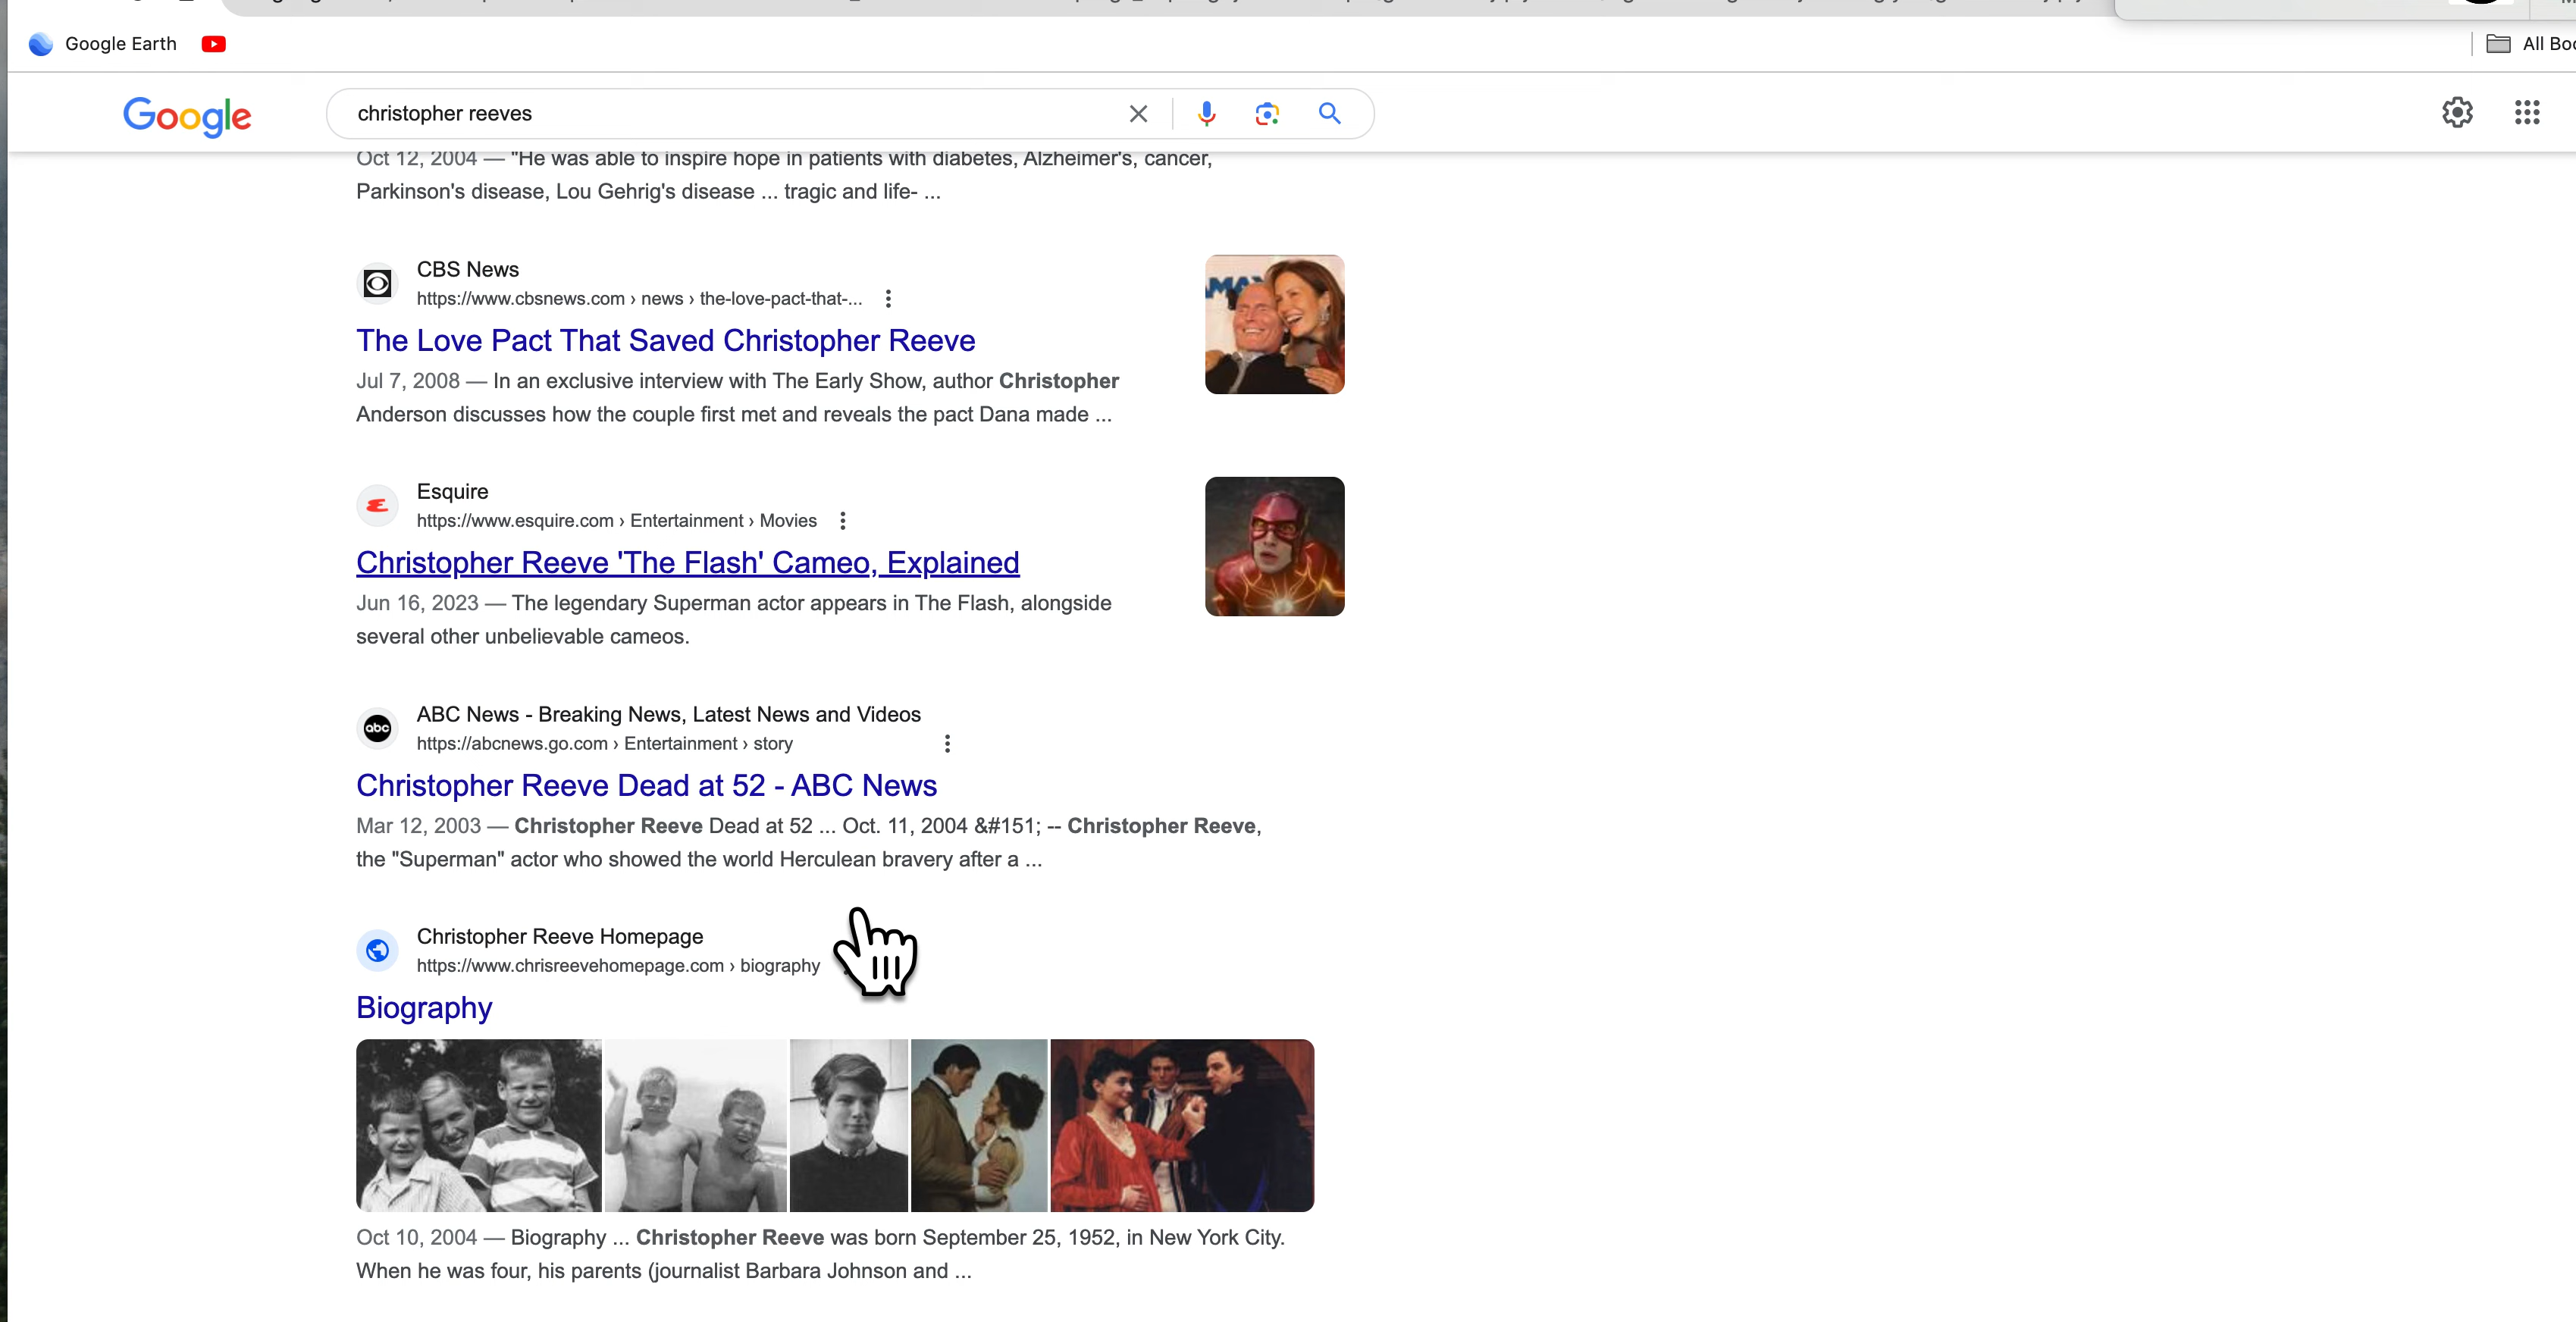 Google Earth
All Boo
Google
christopher reeves
Oct 12, 2004 — "He was able to inspire hope in patients with diabetes, Alzheimer's, cancer,
Parkinson's disease, Lou Gehrig's disease ... tragic and life- ...
CBS News
https://www.cbsnews.com › news › the-love-pact-that-...
The Love Pact That Saved Christopher Reeve
Jul 7, 2008 — In an exclusive interview with The Early Show, author Christopher
Anderson discusses how the couple first met and reveals the pact Dana made ...
Esquire
https://www.esquire.com › Entertainment › Movies
Christopher Reeve 'The Flash' Cameo, Explained
Jun 16, 2023 — The legendary Superman actor appears in The Flash, alongside
several other unbelievable cameos.
abc
ABC News - Breaking News, Latest News and Videos
https://abcnews.go.com › Entertainment › story
Christopher Reeve Dead at 52 - ABC News
Mar 12, 2003 — Christopher Reeve Dead at 52 ... Oct. 11, 2004 &#151; -- Christopher Reeve,
the "Superman" actor who showed the world Herculean bravery after a ...
Christopher Reeve Homepage
https://www.chrisreevehomepage.com › biography
Biography
Oct 10, 2004 — Biography ... Christopher Reeve was born September 25, 1952, in New York City.
When he was four, his parents (journalist Barbara Johnson and ...